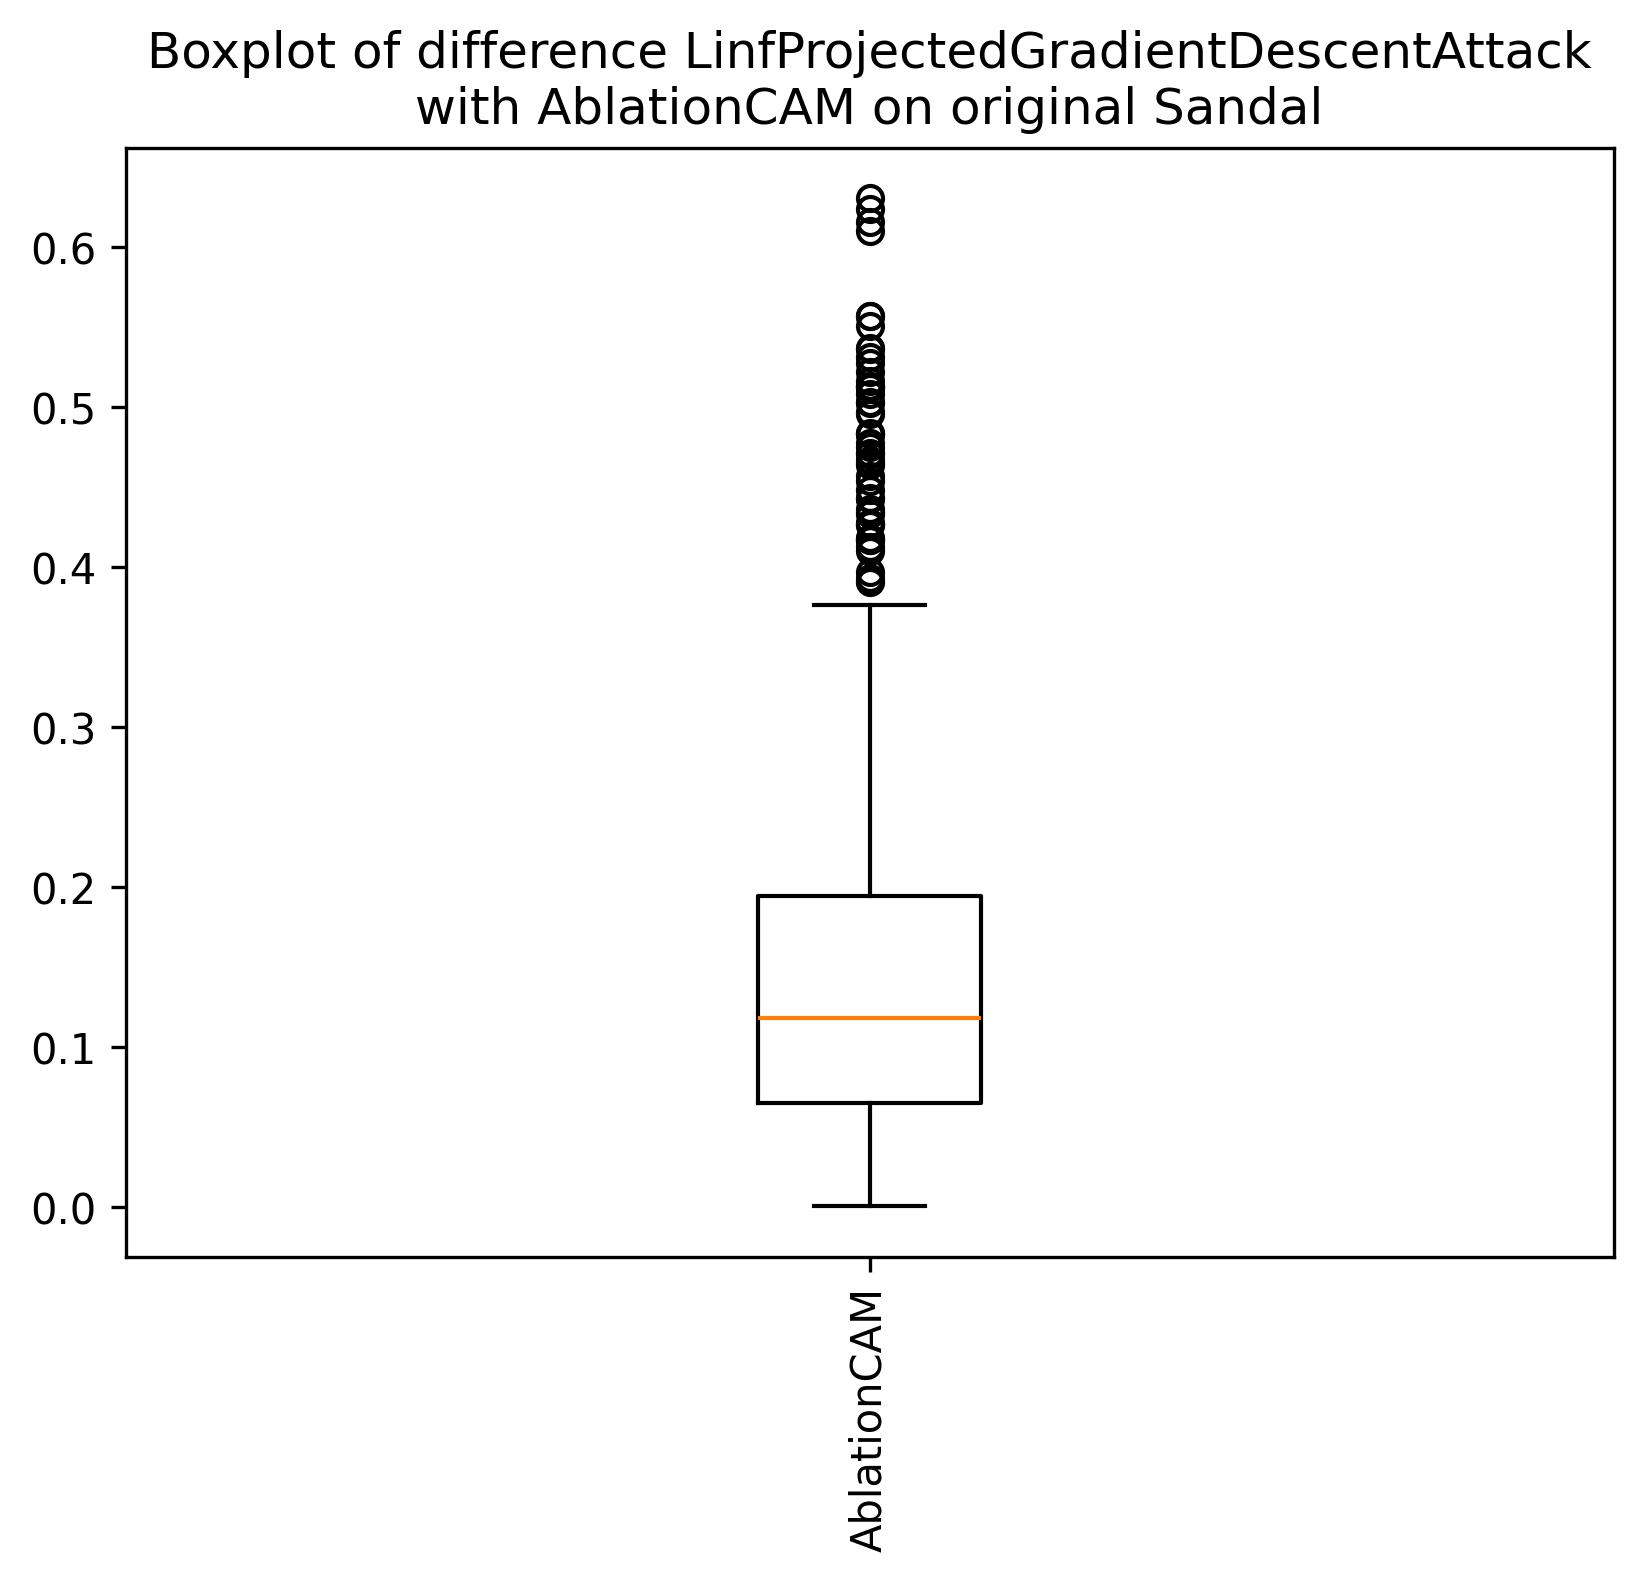 Boxplot of difference LinfProjectedGradientDescentAttack
with AblationCAM on original Sandal
0.6
0.5
0.4
0.3
0.2
0.1
0.0
AblationCAM